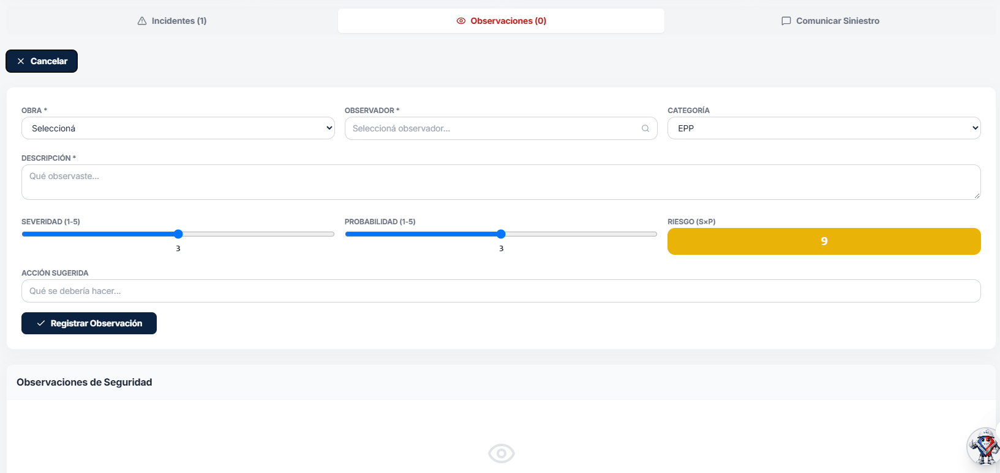 Incidentes (1)
Observaciones (0)
Comunicar Siniestro
Cancelar
OBRA *
OBSERVADOR *
CATEGORÍA
Seleccioná
Seleccioná observador...
EPP
DESCRIPCIÓN *
Qué observaste...
SEVERIDAD (1-5)
PROBABILIDAD (1-5)
RIESGO (S×P)
3
3
9
ACCIÓN SUGERIDA
Qué se debería hacer...
Registrar Observación
Observaciones de Seguridad